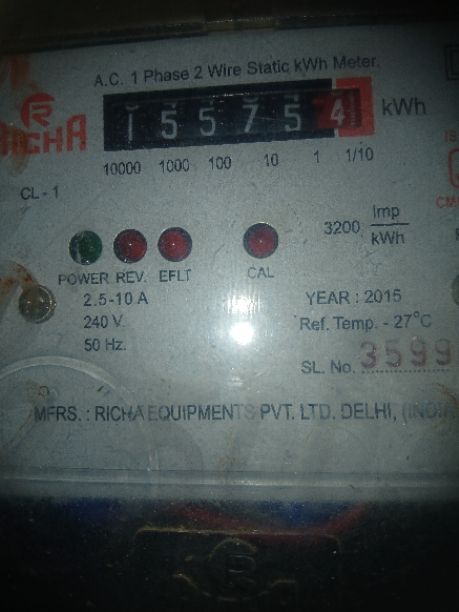 A.C. 1 Phase 2 Wire Static kWh Meter.
RICHA
155754 kWh
10000 1000 100 10 1 1/10
CL-1
3200 Imp/kWh
POWER REV. EFLT CAL
2.5-10 A
240 V.
50 Hz.
YEAR : 2015
Ref. Temp. - 27°C
SL. No. 3599
MFRS. : RICHA EQUIPMENTS PVT. LTD. DELHI, (INDIA